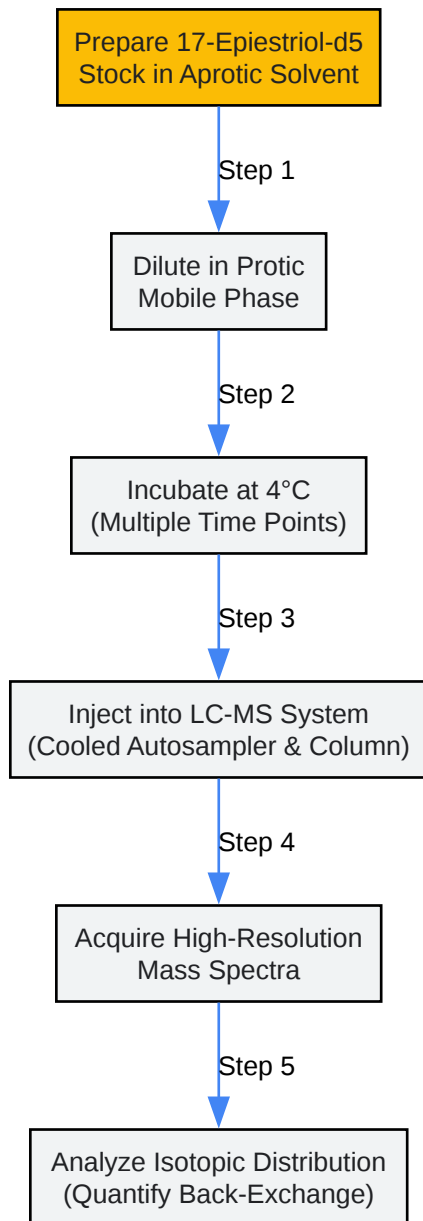 Prepare 17-Epiestriol-d5
Stock in Aprotic Solvent
Step 1
Dilute in Protic
Mobile Phase
Step 2
Incubate at 4°C
(Multiple Time Points)
Step 3
Inject into LC-MS System
(Cooled Autosampler & Column)
Step 4
Acquire High-Resolution
Mass Spectra
Step 5
Analyze Isotopic Distribution
(Quantify Back-Exchange)